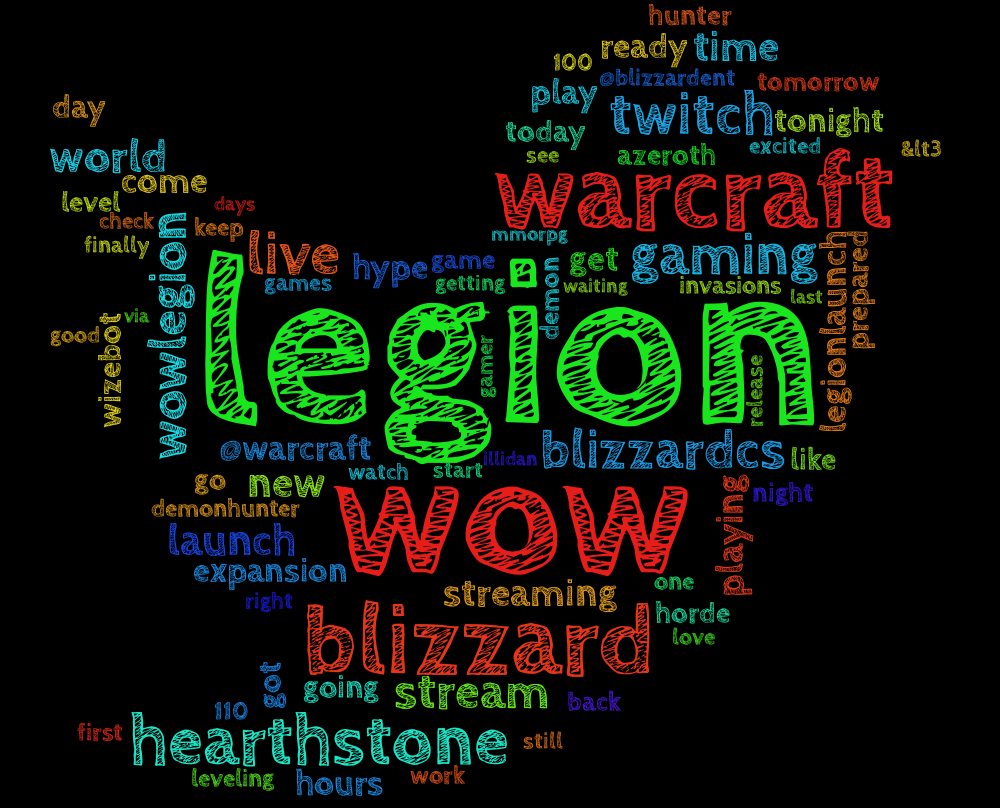 hunter
100 ready time
@blizzardent tomorrow
day play twitch tonight
today excited &lt3
world see azeroth
come warcraft
level days
check keep mmorpg
finally live hype game get gaming
games getting demon waiting invasions last
wowlegion legion legionlaunch prepared
good via wizebot gamer release
@warcraft blizzardcs like
watch start illidan
go new wow playing night
demonhunter
launch
expansion
right streaming one
blizzard horde
love
got going stream back
110
first hearthstone still
leveling hours work